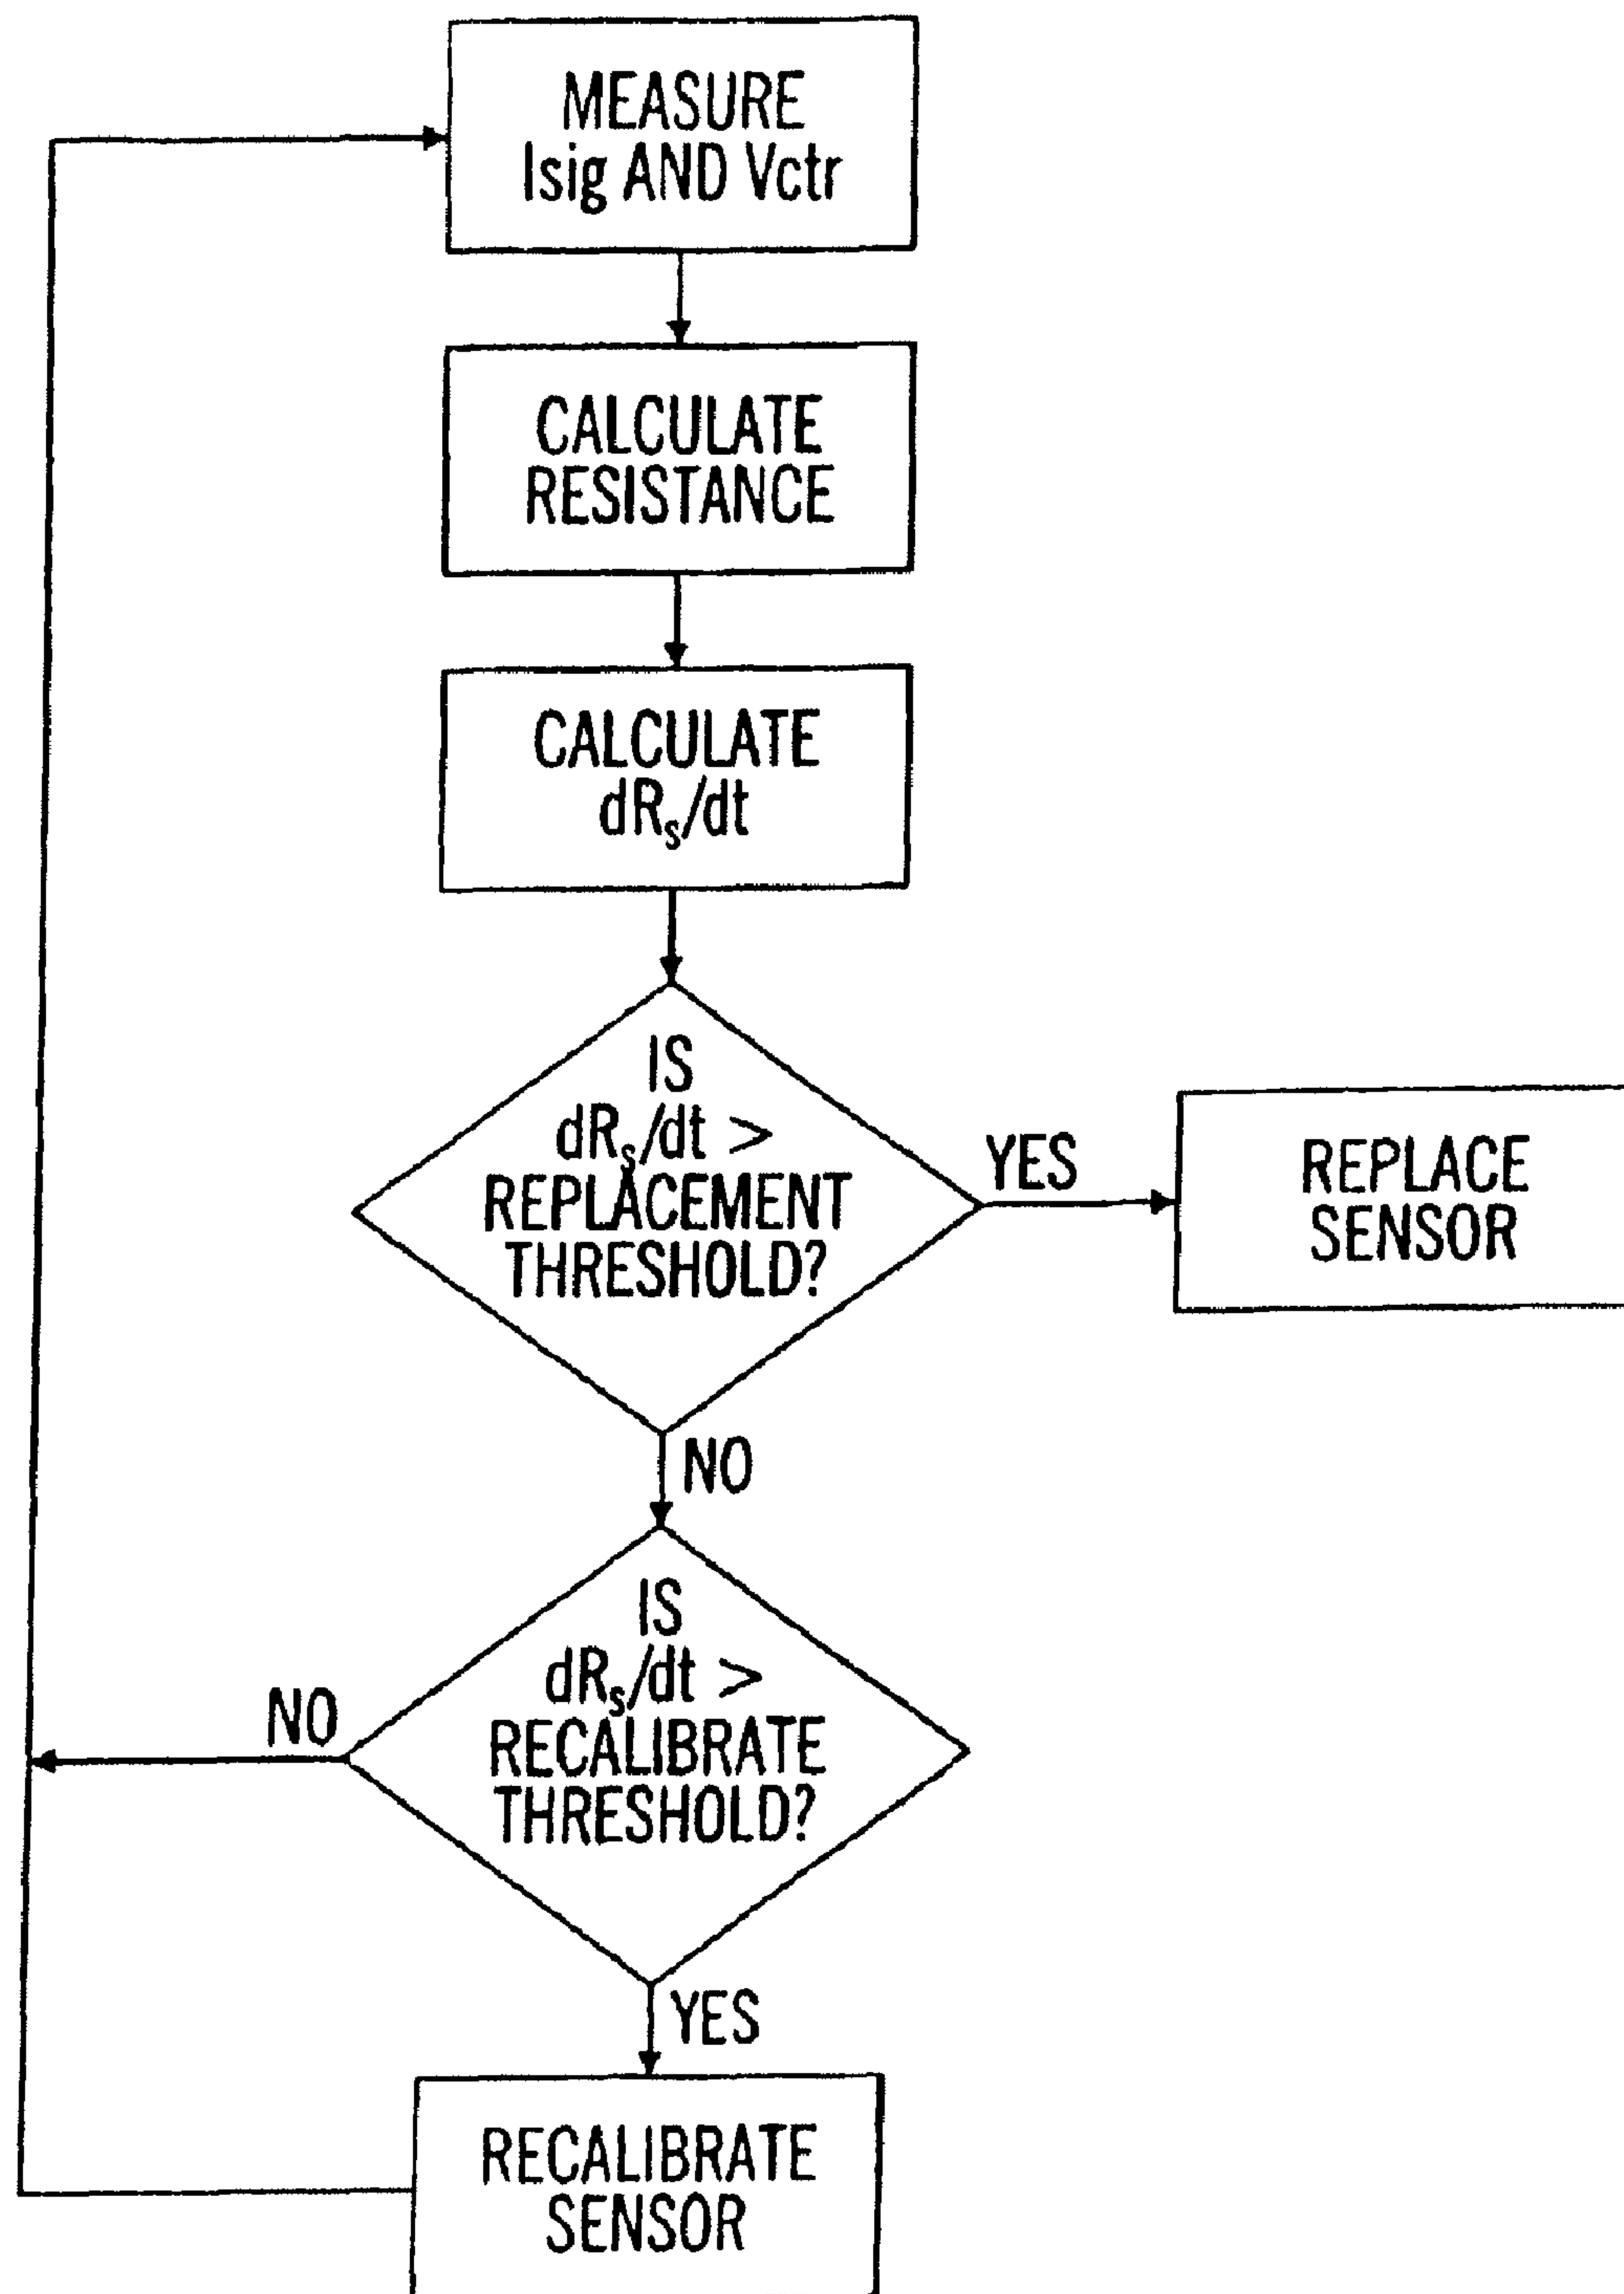 MEASURE
Isig AND Vctr
CALCULATE
RESISTANCE
CALCULATE
dRs/dt
IS
dRs/dt >
REPLACEMENT
THRESHOLD?
YES
REPLACE
SENSOR
NO
IS
dRs/dt >
RECALIBRATE
THRESHOLD?
NO
YES
RECALIBRATE
SENSOR